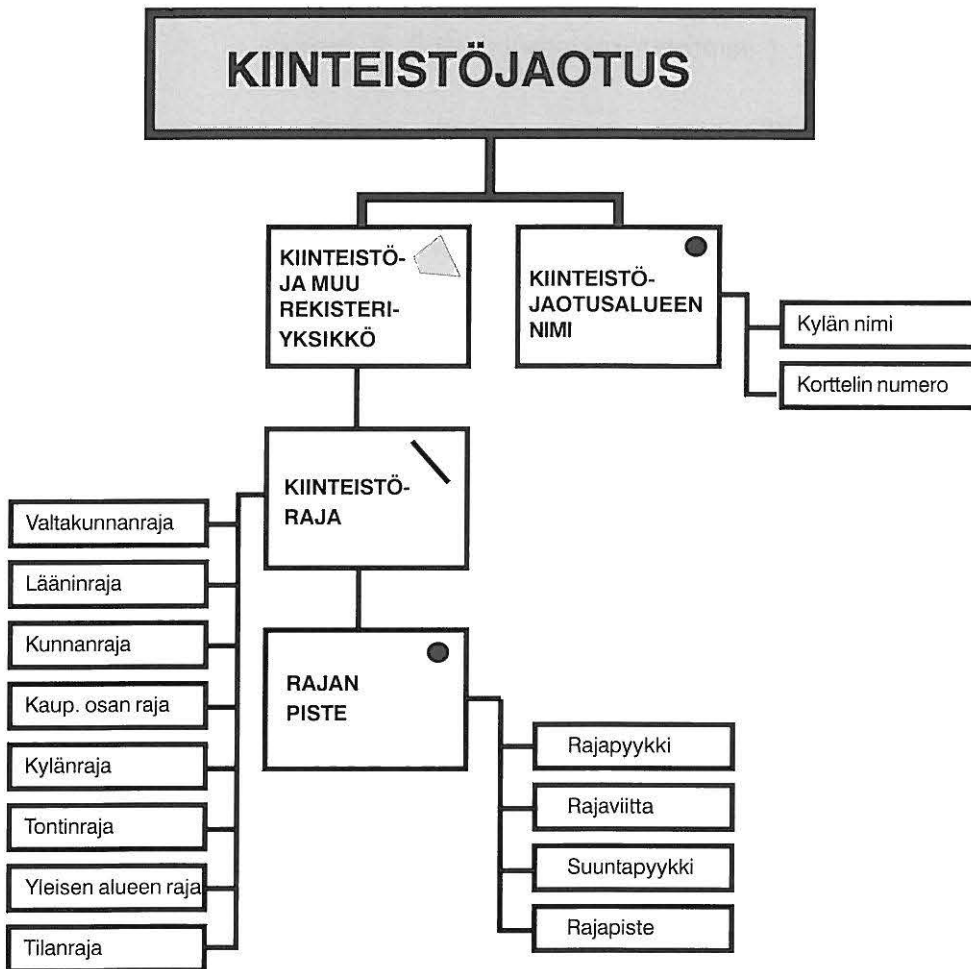 KIINTEISTÖJAOTUS
KIINTEISTÖ-
JA MUU
REKISTERI-
YKSIKKÖ
KIINTEISTÖ-
JAOTUSALUEEN
NIMI
Kylän nimi
Korttelin numero
KIINTEISTÖ-
RAJA
Valtakunnanraja
Lääninraja
Kunnanraja
Kaup. osan raja
Kylänraja
Tontinraja
Yleisen alueen raja
Tilanraja
RAJAN
PISTE
Rajapyykki
Rajaviitta
Suuntapyykki
Rajapiste